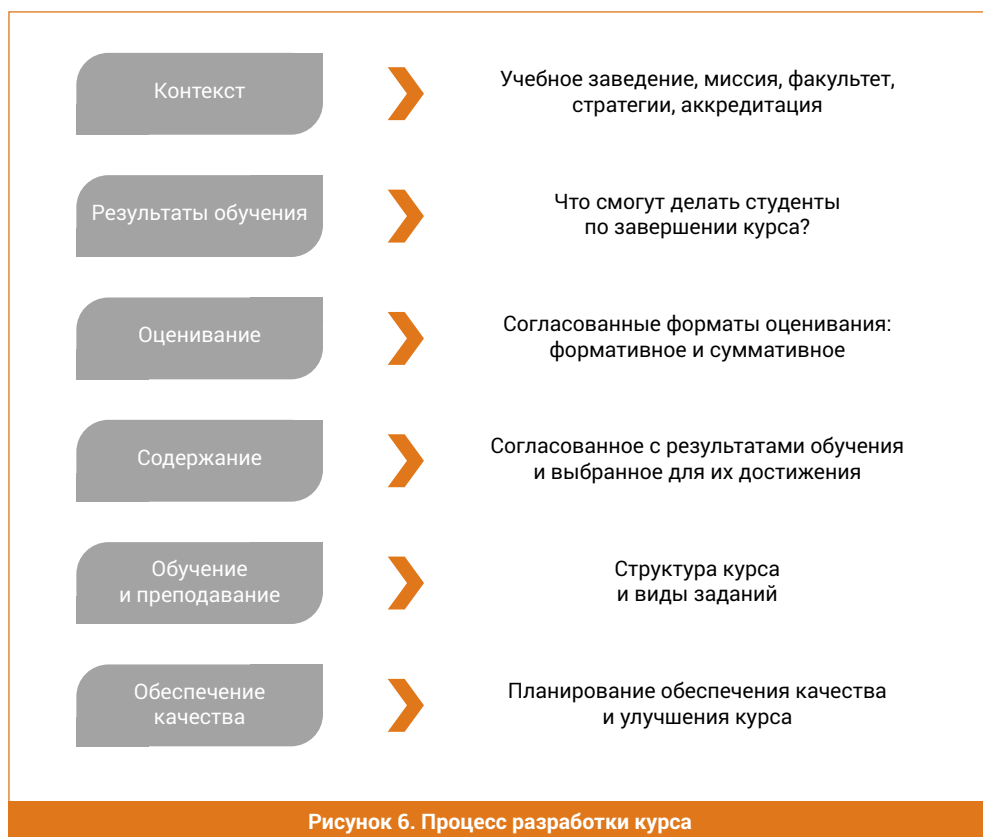 Контекст
Учебное заведение, миссия, факультет,
стратегии, аккредитация
Результаты обучения
Что смогут делать студенты
по завершении курса?
Оценивание
Согласованные форматы оценивания:
формативное и суммативное
Содержание
Согласованное с результатами обучения
и выбранное для их достижения
Обучение
и преподавание
Структура курса
и виды заданий
Обеспечение
качества
Планирование обеспечения качества
и улучшения курса
Рисунок 6. Процесс разработки курса